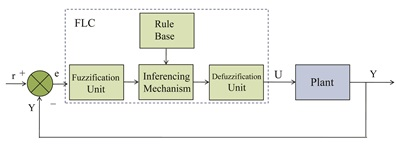 FLC
Rule
Base
r + e
Fuzzification
Unit
Inferencing
Mechanism
Defuzzification
Unit
U
Plant
Y
Y −